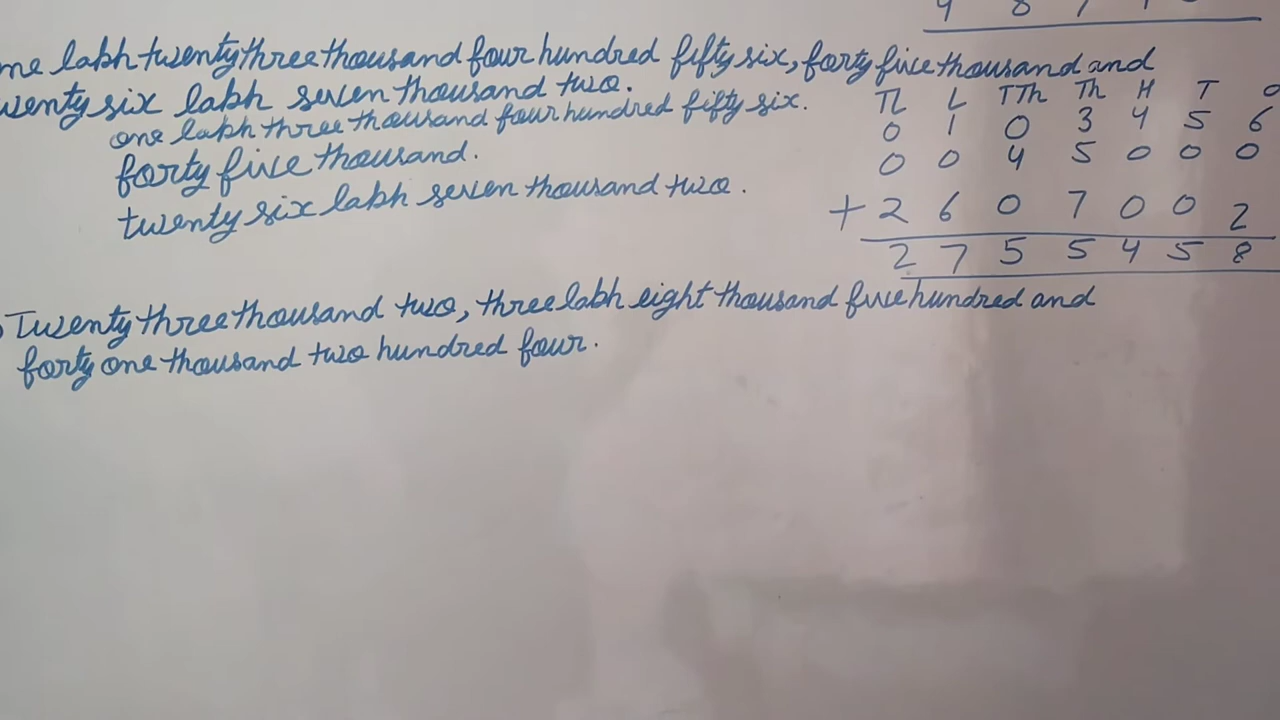 me lakh twenty three thousand four hundred fifty six, forty five thousand and
wenty six lakh seven thousand two.
one lakh three thousand four hundred fifty six.
forty five thousand.
twenty six lakh seven thousand two.
TL L TTh Th H T O
0 1 0 3 4 5 6
0 0 4 5 0 0 0
+ 2 6 0 7 0 0 2
2 7 5 5 4 5 8
Twenty three thousand two, three lakh eight thousand five hundred and
forty one thousand two hundred four.